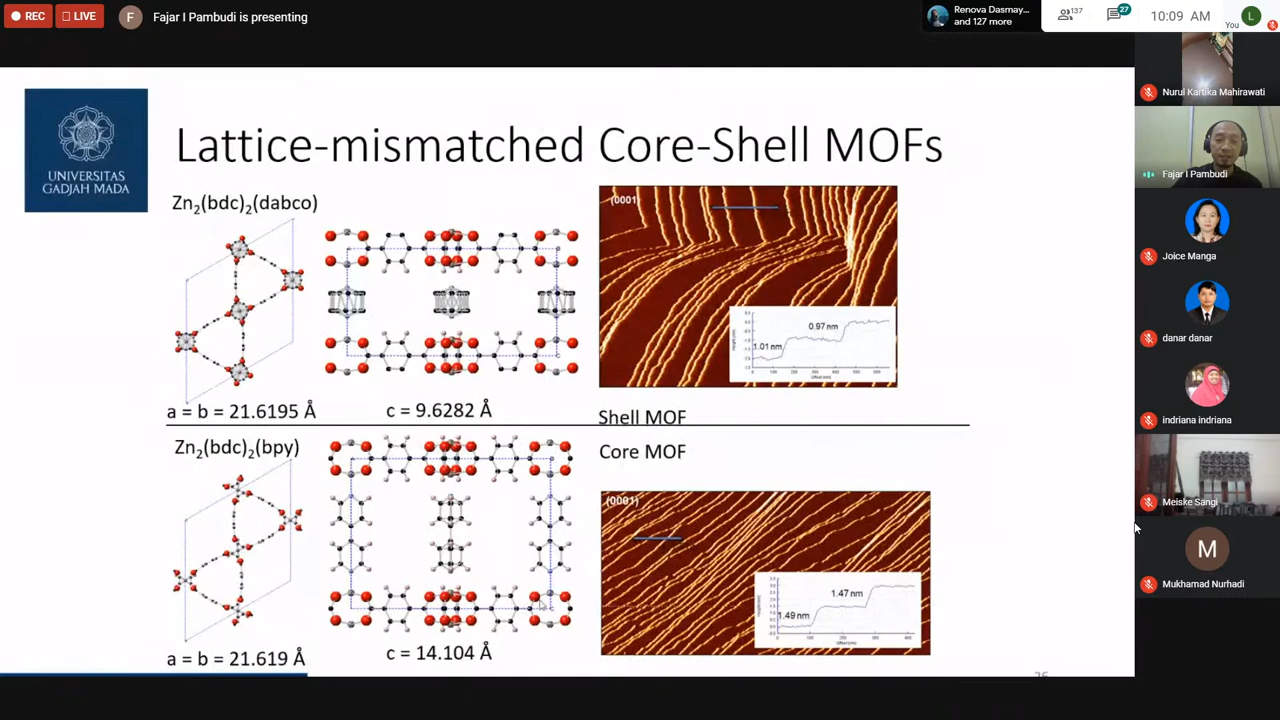 REC
LIVE
F
Fajar I Pambudi is presenting
Renova Dasmay...
and 127 more
137
27
10:09 AM
You
L
UNIVERSITAS
GADJAH MADA
Lattice-mismatched Core-Shell MOFs
Zn₂(bdc)₂(dabco)
a = b = 21.6195 Å
c = 9.6282 Å
(0001)
1.01 nm
0.97 nm
Shell MOF
Zn₂(bdc)₂(bpy)
a = b = 21.619 Å
c = 14.104 Å
Core MOF
(0001)
1.49 nm
1.47 nm
26
Nurul Kartika Mahirawati
Fajar I Pambudi
Joice Manga
danar danar
indriana indriana
Meiske Sangi
M
Mukhamad Nurhadi